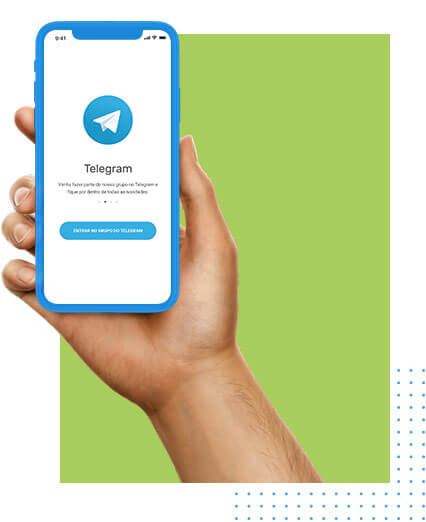 9:41
Telegram
Venha fazer parte do nosso grupo no Telegram e
fique por dentro de todas as novidades.
ENTRAR NO GRUPO DO TELEGRAM